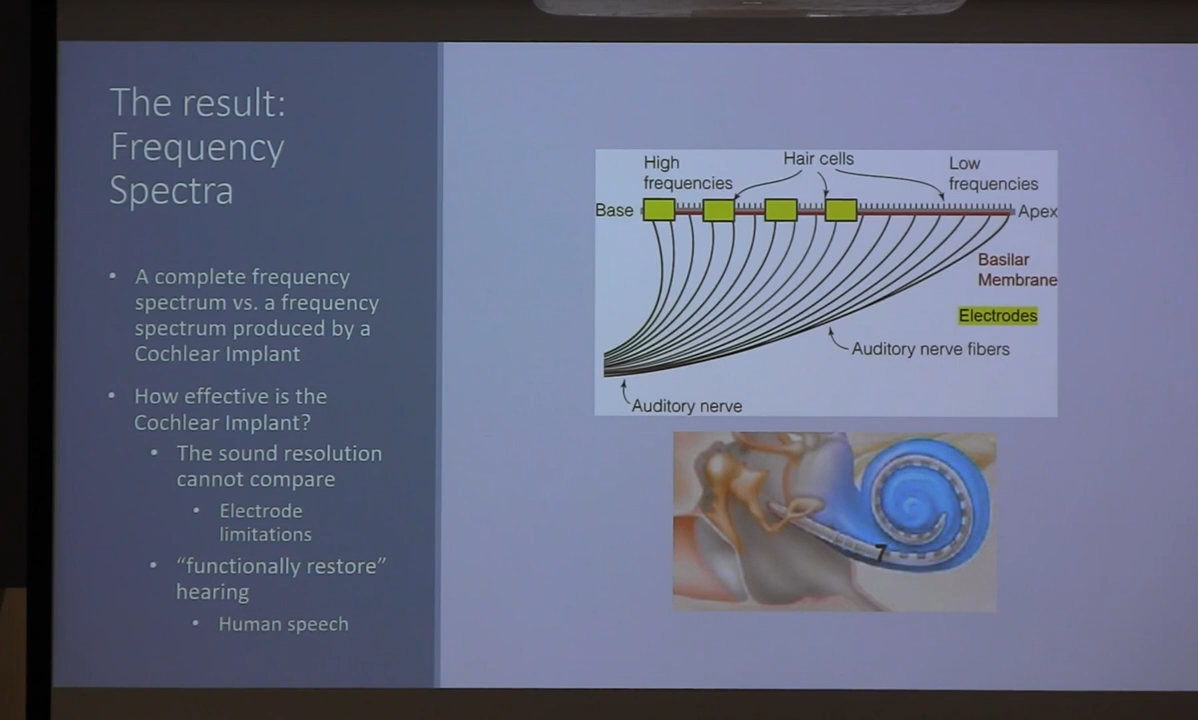 The result:
Frequency
Spectra
• A complete frequency
spectrum vs. a frequency
spectrum produced by a
Cochlear Implant
• How effective is the
Cochlear Implant?
• The sound resolution
cannot compare
• Electrode
limitations
• “functionally restore”
hearing
• Human speech
High
frequencies
Hair cells
Low
frequencies
Base
Apex
Basilar
Membrane
Electrodes
Auditory nerve fibers
Auditory nerve
7